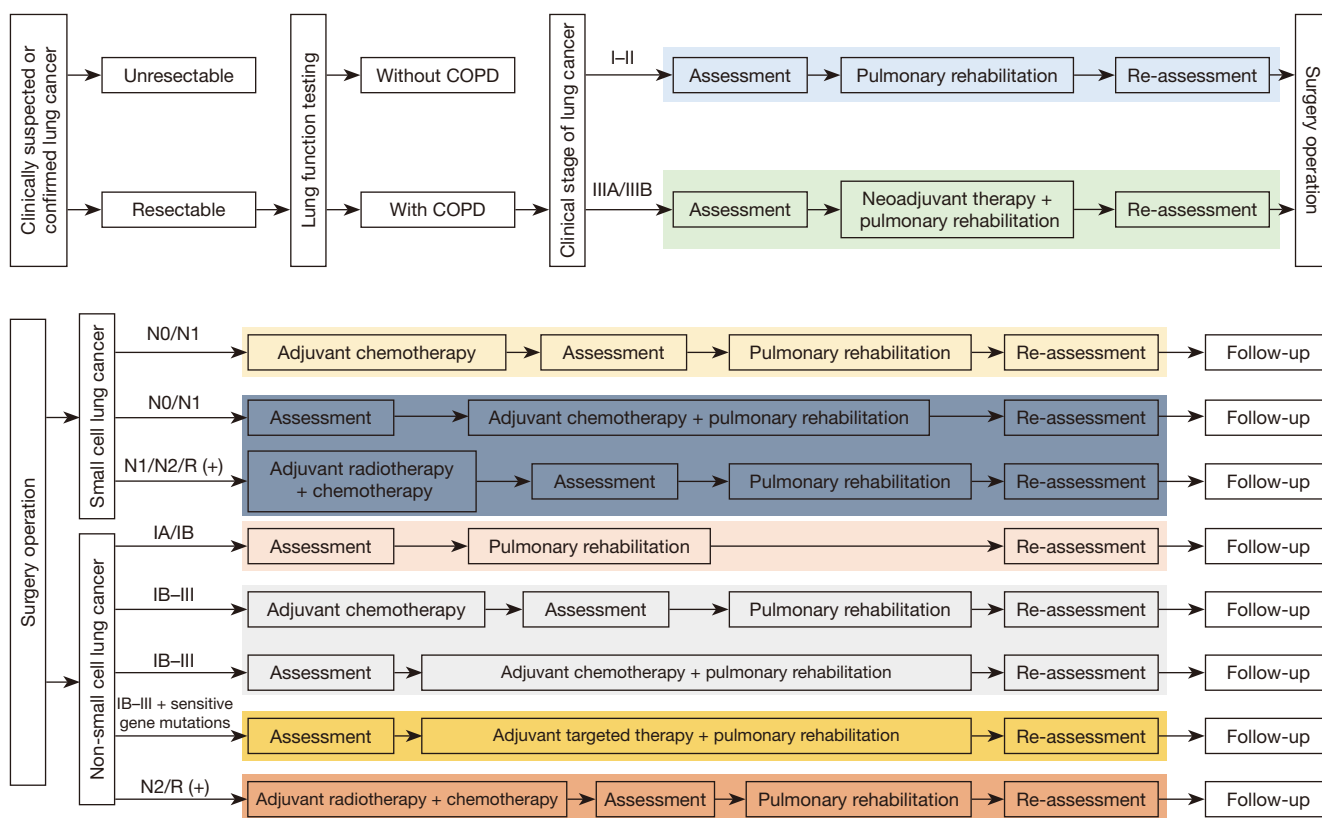 Clinically suspected or
confirmed lung cancer
Unresectable
Resectable
Lung function testing
Without COPD
With COPD
Clinical stage of lung cancer
I–II
Assessment
Pulmonary rehabilitation
Re-assessment
IIIA/IIIB
Assessment
Neoadjuvant therapy +
pulmonary rehabilitation
Re-assessment
Surgery operation
Surgery operation
Small cell lung cancer
N0/N1
Adjuvant chemotherapy
Assessment
Pulmonary rehabilitation
Re-assessment
Follow-up
N0/N1
Assessment
Adjuvant chemotherapy + pulmonary rehabilitation
Re-assessment
Follow-up
N1/N2/R (+)
Adjuvant radiotherapy
+ chemotherapy
Assessment
Pulmonary rehabilitation
Re-assessment
Follow-up
Non-small cell lung cancer
IA/IB
Assessment
Pulmonary rehabilitation
Re-assessment
Follow-up
IB–III
Adjuvant chemotherapy
Assessment
Pulmonary rehabilitation
Re-assessment
Follow-up
IB–III
Assessment
Adjuvant chemotherapy + pulmonary rehabilitation
Re-assessment
Follow-up
IB–III + sensitive
gene mutations
Assessment
Adjuvant targeted therapy + pulmonary rehabilitation
Re-assessment
Follow-up
N2/R (+)
Adjuvant radiotherapy + chemotherapy
Assessment
Pulmonary rehabilitation
Re-assessment
Follow-up